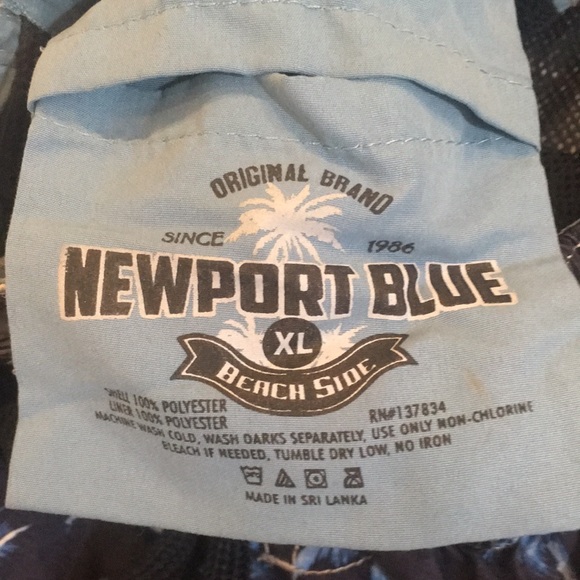 ORIGINAL BRAND
SINCE 1986
NEWPORT BLUE
XL
BEACH SIDE
SHELL 100% POLYESTER
LINER 100% POLYESTER RN#137834
MACHINE WASH COLD, WASH DARKS SEPARATELY, USE ONLY NON-CHLORINE
BLEACH IF NEEDED, TUMBLE DRY LOW, NO IRON
MADE IN SRI LANKA